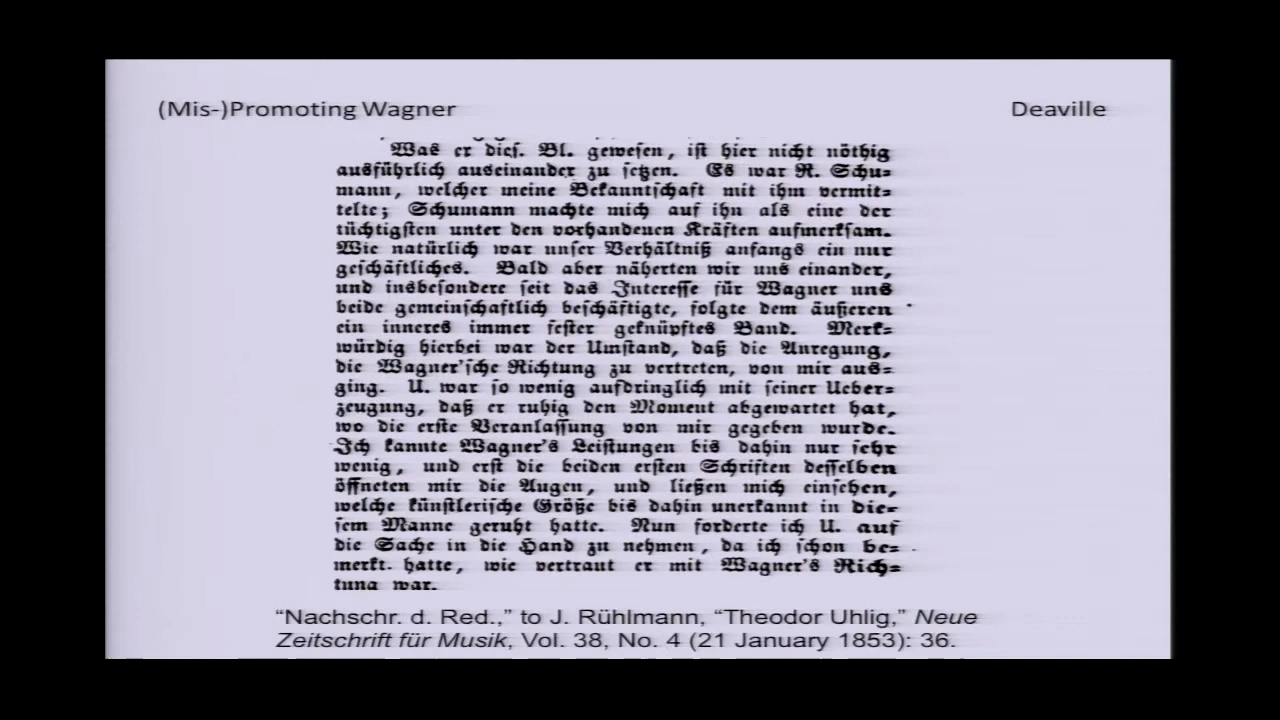 (Mis-)Promoting Wagner
Deaville
Was er dies. Bl. gewesen, ist hier nicht nöthig
ausführlich auseinander zu setzen. Es war R. Schu-
mann, welcher meine Bekanntschaft mit ihm vermit-
telte; Schumann machte mich auf ihn als eine der
tüchtigsten unter den vorhandenen Kräften aufmerksam.
Wie natürlich war unser Verhältniß anfangs ein nur
geschäftliches. Bald aber näherten wir uns einander,
und insbesondere seit das Interesse für Wagner uns
beide gemeinschaftlich beschäftigte, folgte dem äußeren
ein inneres immer fester geknüpftes Band. Merk-
würdig hierbei war der Umstand, daß die Anregung,
die Wagner'sche Richtung zu vertreten, von mir aus-
ging. U. war so wenig aufdringlich mit seiner Ueber-
zeugung, daß er ruhig den Moment abgewartet hat,
wo die erste Veranlassung von mir gegeben wurde.
Ich kannte Wagner's Leistungen bis dahin nur sehr
wenig, und erst die beiden ersten Schriften desselben
öffneten mir die Augen, und ließen mich einsehen,
welche künstlerische Größe bis dahin unerkannt in die-
sem Manne geruht hatte. Nun forderte ich U. auf
die Sache in die Hand zu nehmen, da ich schon be-
merkt hatte, wie vertraut er mit Wagner's Rich-
tung war.
“Nachschr. d. Red.,” to J. Rühlmann, “Theodor Uhlig,” Neue
Zeitschrift für Musik, Vol. 38, No. 4 (21 January 1853): 36.